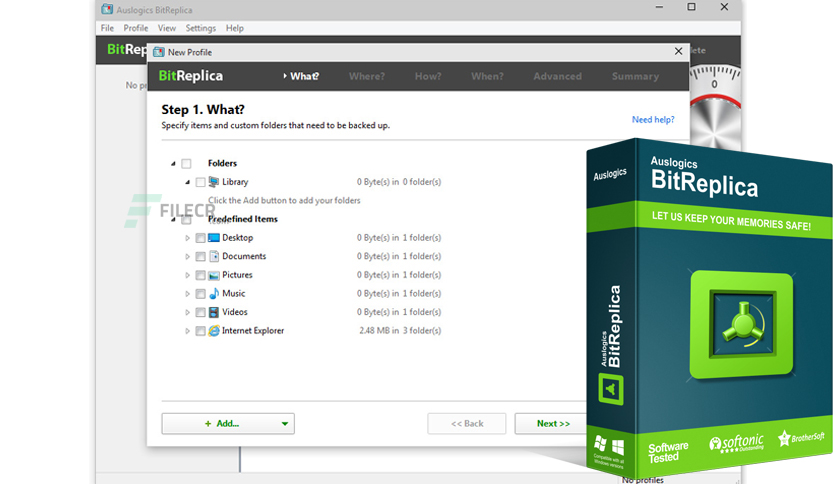 Auslogics BitReplica
File Profile View Settings Help
New Profile
BitReplica
What? Where? How? When? Advanced Summary
0
Step 1. What?
Specify items and custom folders that need to be backed up.
Need help?
Folders
Library 0 Byte(s) in 0 folder(s)
Click the Add button to add your folders
FILECR
Predefined Items
Desktop 0 Byte(s) in 1 folder(s)
Documents 0 Byte(s) in 1 folder(s)
Pictures 0 Byte(s) in 1 folder(s)
Music 0 Byte(s) in 1 folder(s)
Videos 0 Byte(s) in 1 folder(s)
Internet Explorer 2.48 MB in 3 folder(s)
+ Add...
<< Back
Next >>
No profiles
Auslogics
Auslogics
BitReplica
LET US KEEP YOUR MEMORIES SAFE!
Auslogics
BitReplica
Compatible with all
Windows versions
Software
Tested
softonic
Outstanding
BrotherSoft